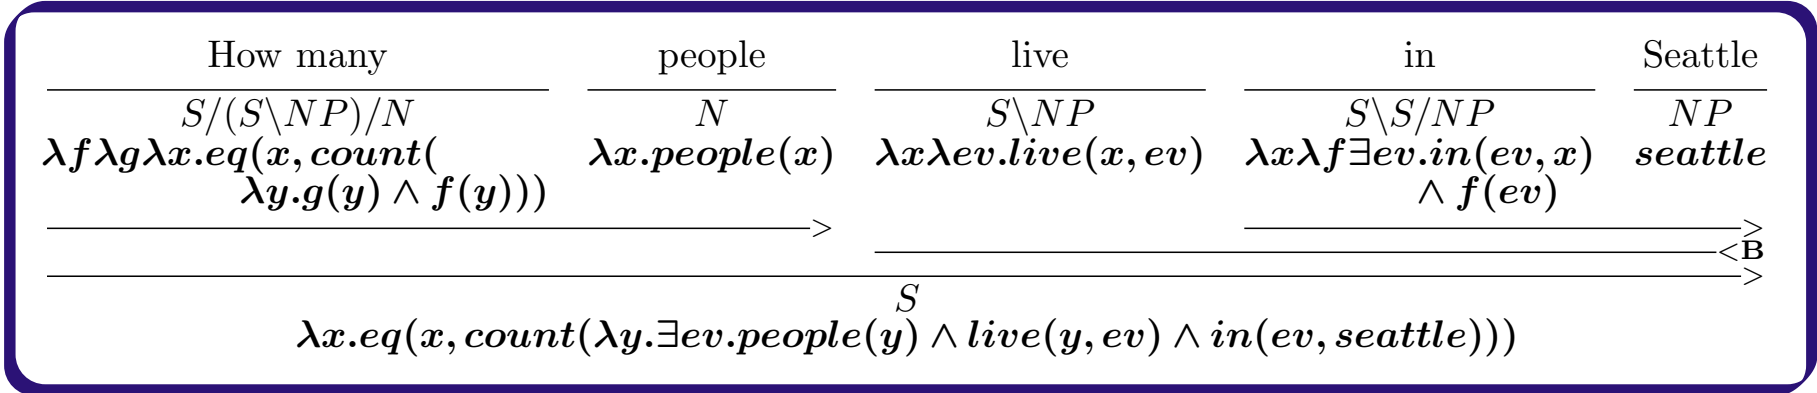 How many people live in Seattle
S/(S\NP)/N N S\NP S\S/NP NP
λfλgλx.eq(x, count( λx.people(x) λxλev.live(x, ev) λxλf∃ev.in(ev, x) seattle
λy.g(y) ∧ f(y))) ∧ f(ev)
> >
<B
>
S
λx.eq(x, count(λy.∃ev.people(y) ∧ live(y, ev) ∧ in(ev, seattle)))